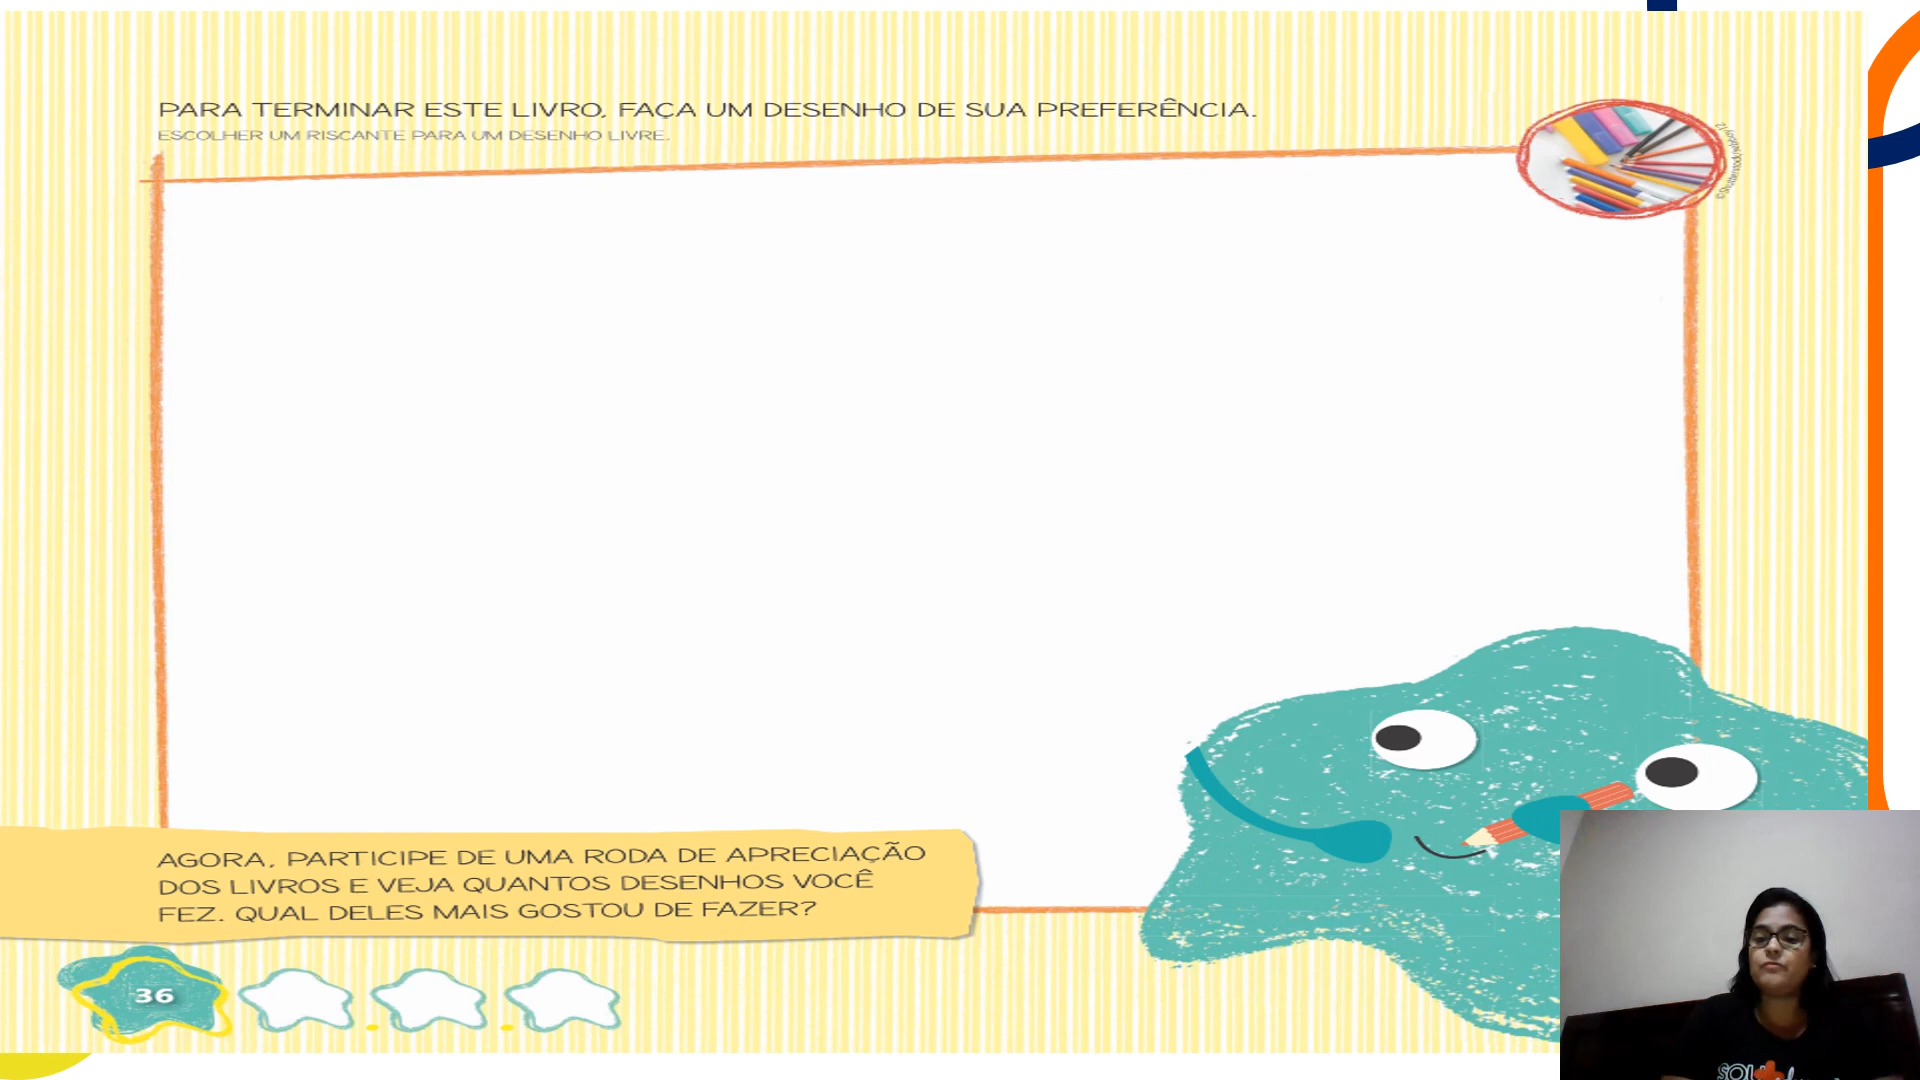 PARA TERMINAR ESTE LIVRO, FAÇA UM DESENHO DE SUA PREFERÊNCIA.
ESCOLHER UM RISCANTE PARA UM DESENHO LIVRE.
AGORA, PARTICIPE DE UMA RODA DE APRECIAÇÃO
DOS LIVROS E VEJA QUANTOS DESENHOS VOCÊ
FEZ. QUAL DELES MAIS GOSTOU DE FAZER?
36